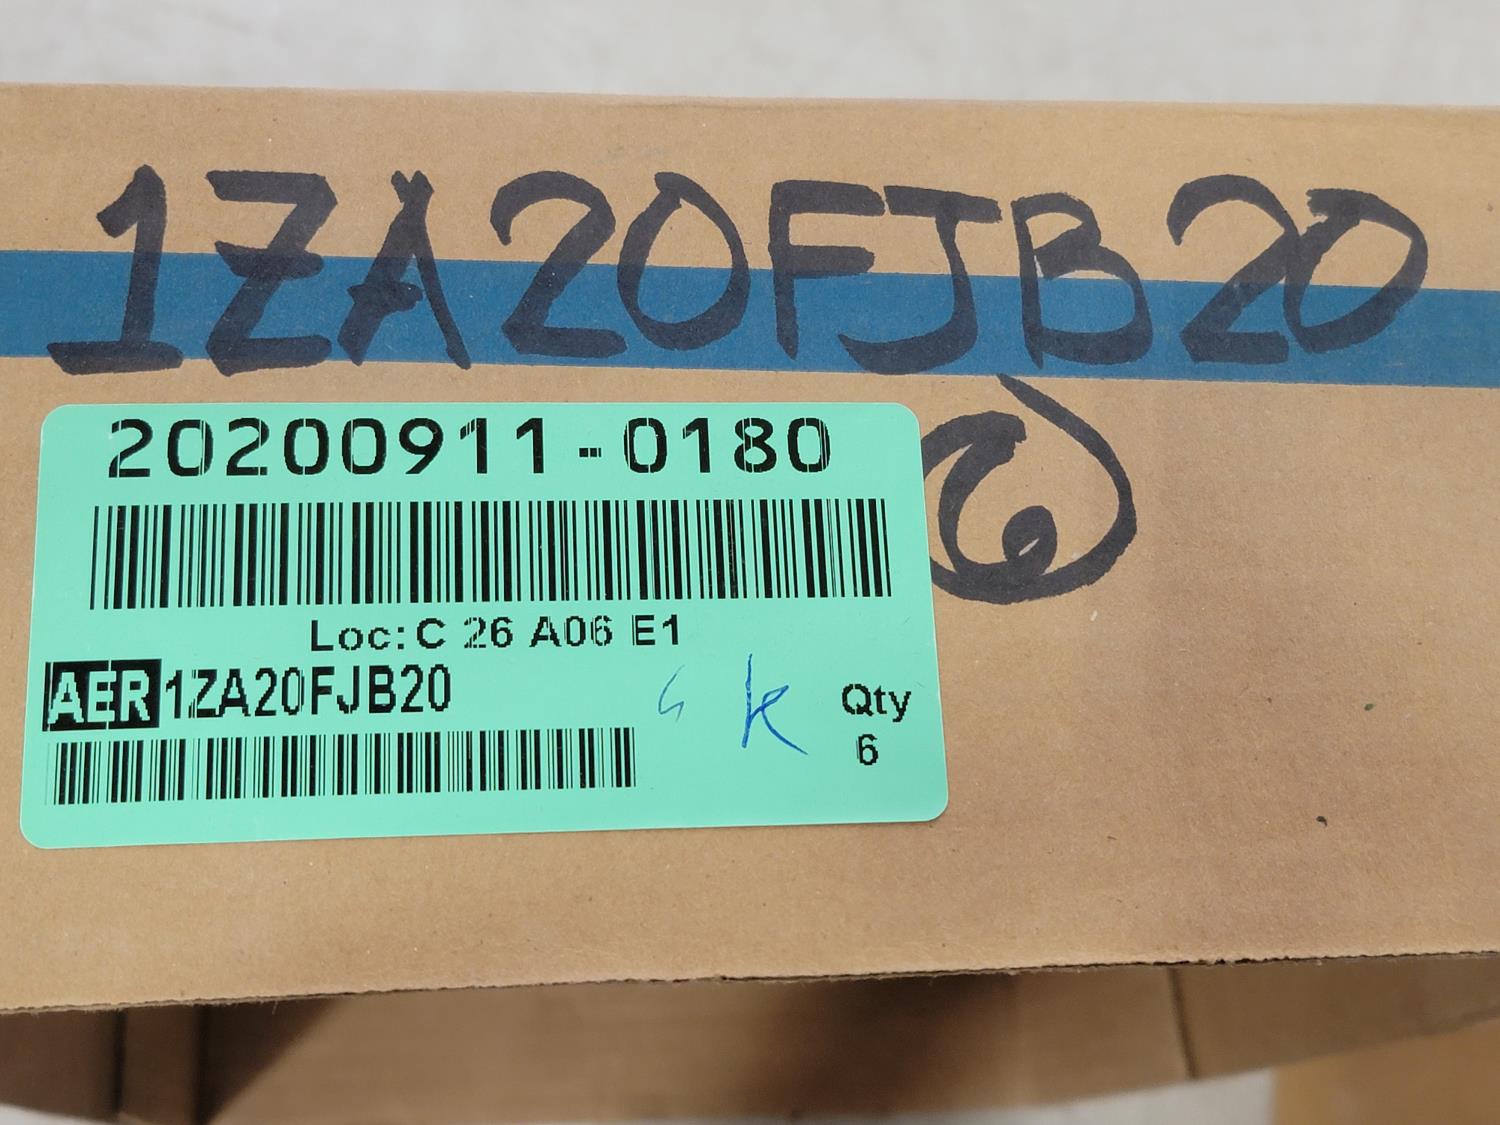 1ZA20FJB20
6
20200911-0180
Loc: C 26 A06 E1
AER 1ZA20FJB20
k
Qty
6